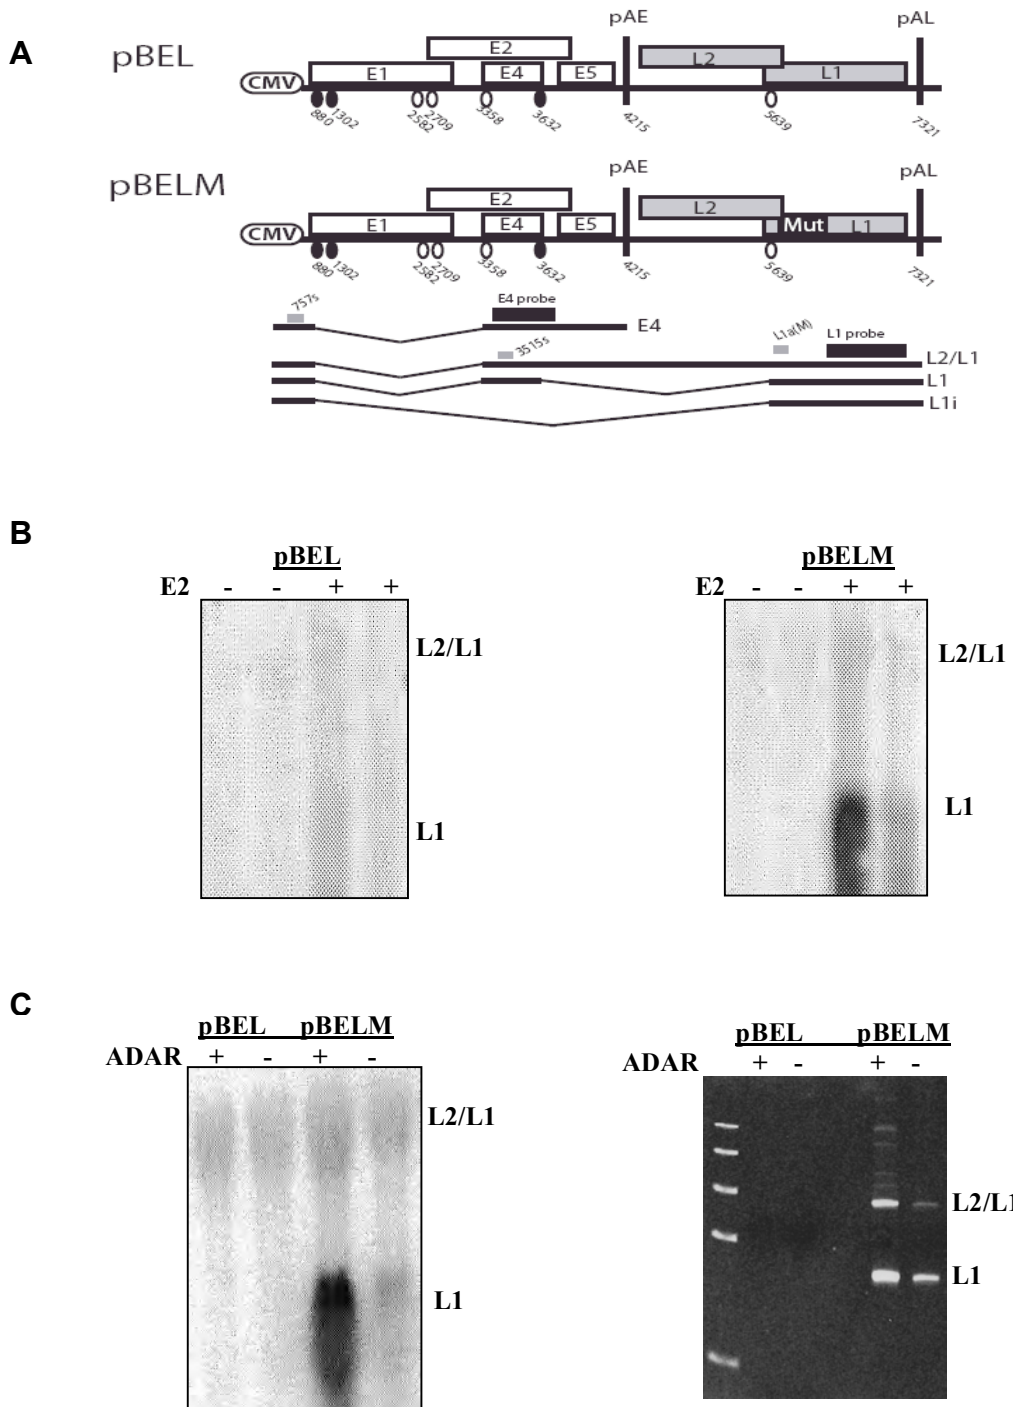 A
pBEL
pAE
pAL
E2
L2
CMV
E1
E4
E5
L1
880
1302
2582
2709
3358
3632
4215
5639
7321
pBELM
pAE
pAL
E2
L2
CMV
E1
E4
E5
Mut
L1
880
1302
2582
2709
3358
3632
4215
5639
7321
757s
E4 probe
E4
3515s
L1a(M)
L1 probe
L2/L1
L1
L1i
B
pBEL
E2 - - + +
L2/L1
L1
pBELM
E2 - - + +
L2/L1
L1
C
pBEL pBELM
ADAR + - + -
L2/L1
L1
pBEL pBELM
ADAR + - + -
L2/L1
L1